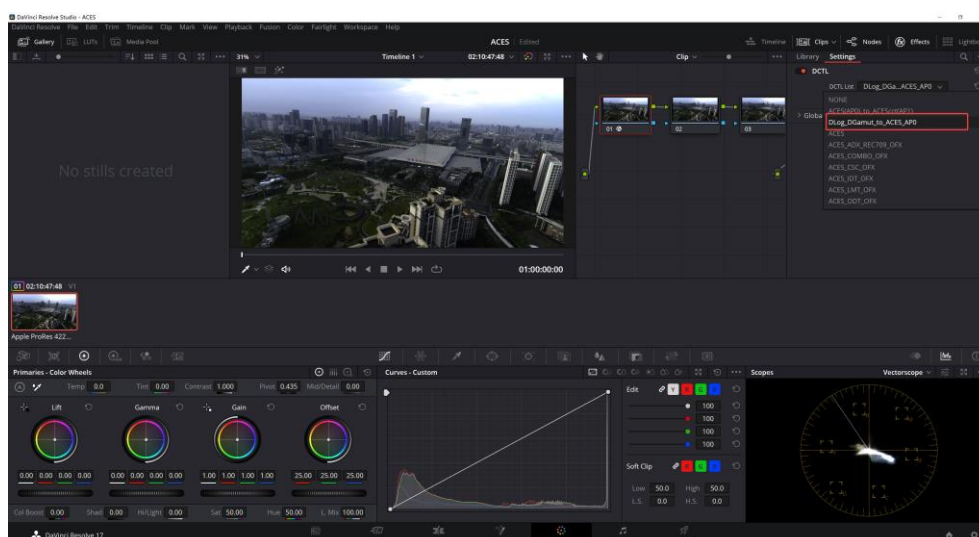 DaVinci Resolve Studio - ACES
DaVinci Resolve File Edit Trim Timeline Clip Mark View Playback Fusion Color Fairlight Workspace Help
Gallery LUTs Media Pool ACES Edited Timeline Clips Nodes Effects Lightbox
31% Timeline 1 02:10:47:48 Clip Library Settings
DCTL
DCTL List DLog_DGa...ACES_AP0
NONE
ACES(AP0)_to_ACEScct(AP1)
DLog_DGamut_to_ACES_AP0
ACES
ACES_ADX_REC709_OFX
ACES_COMBO_OFX
ACES_CSC_OFX
ACES_IDT_OFX
ACES_LMT_OFX
ACES_ODT_OFX
Globa
01 02 03
No stills created
01:00:00:00
01 02:10:47:48 V1
Apple ProRes 422...
Primaries - Color Wheels Curves - Custom Scopes Vectorscope
Temp 0.0 Tint 0.00 Contrast 1.000 Pivot 0.435 Mid/Detail 0.00 Edit Y R G B
Lift Gamma Gain Offset
100
100
100
100
Soft Clip R G B
0.00 0.00 0.00 0.00 0.00 0.00 0.00 0.00 1.00 1.00 1.00 1.00 25.00 25.00 25.00
Low 50.0 High 50.0
L.S. 0.0 H.S. 0.0
Col Boost 0.00 Shad 0.00 Hi/Light 0.00 Sat 50.00 Hue 50.00 L. Mix 100.00
DaVinci Resolve 17